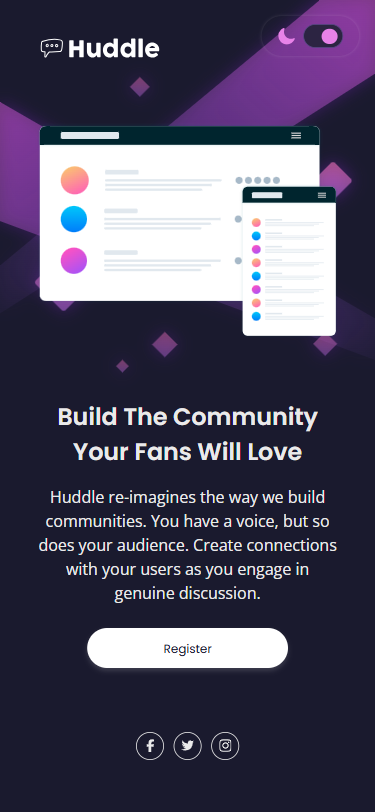 Huddle
Build The Community
Your Fans Will Love
Huddle re-imagines the way we build
communities. You have a voice, but so
does your audience. Create connections
with your users as you engage in
genuine discussion.
Register